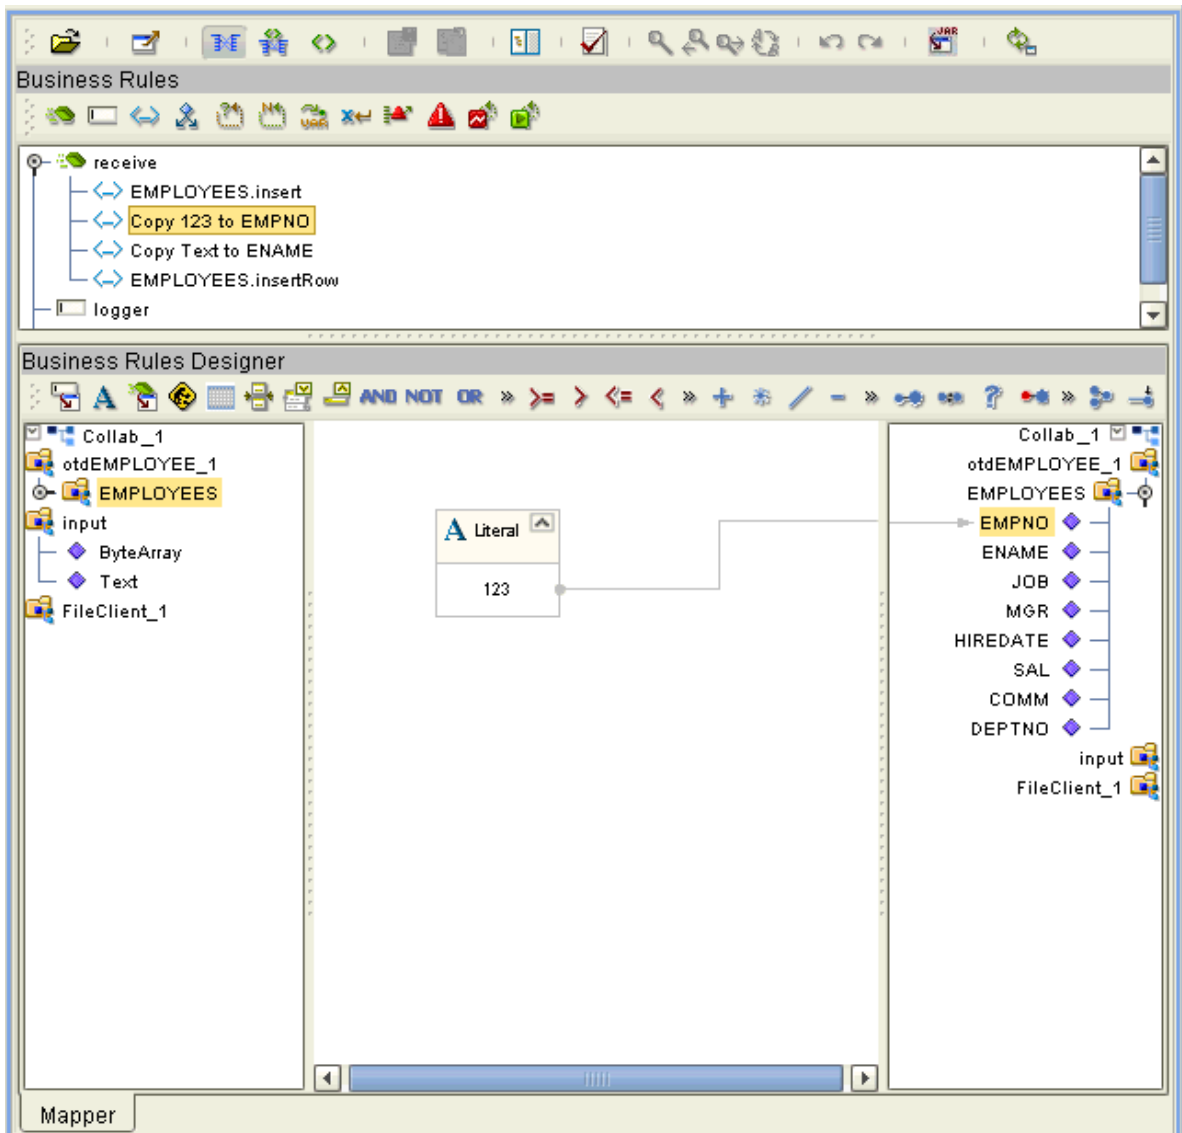 JAR
Business Rules
VAR
receive
EMPLOYEES.insert
Copy 123 to EMPNO
Copy Text to ENAME
EMPLOYEES.insertRow
logger
Business Rules Designer
A AND NOT OR » >= > <= < » + * / - » ? »
Collab_1
otdEMPLOYEE_1
EMPLOYEES
input
ByteArray
Text
FileClient_1
A Literal
123
Collab_1
otdEMPLOYEE_1
EMPLOYEES
EMPNO
ENAME
JOB
MGR
HIREDATE
SAL
COMM
DEPTNO
input
FileClient_1
Mapper